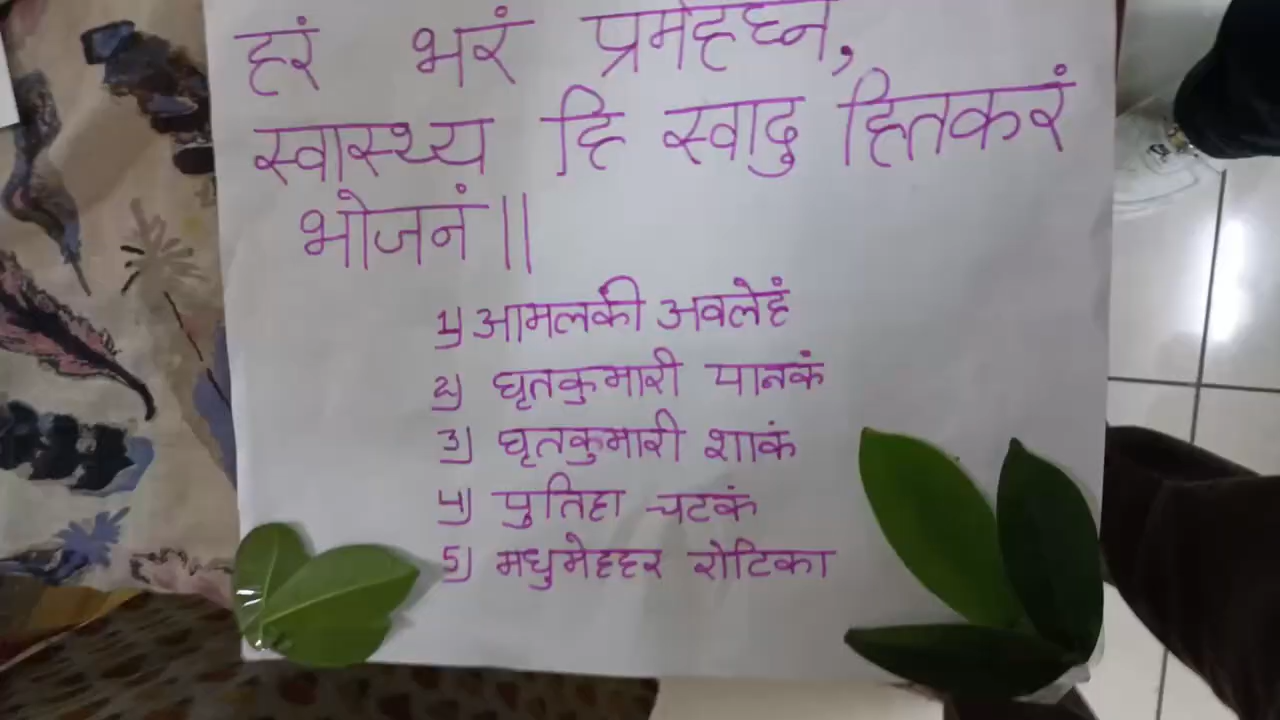 हरं भरं प्रमेहघ्न,
स्वास्थ्य हि स्वादु हितकरं
भोजनं||
1) आमलकी अवलेहं
2) घृतकुमारी पानकं
3) घृतकुमारी शाकं
4) पुतिहा चटकं
5) मधुमेहहर रोटिका